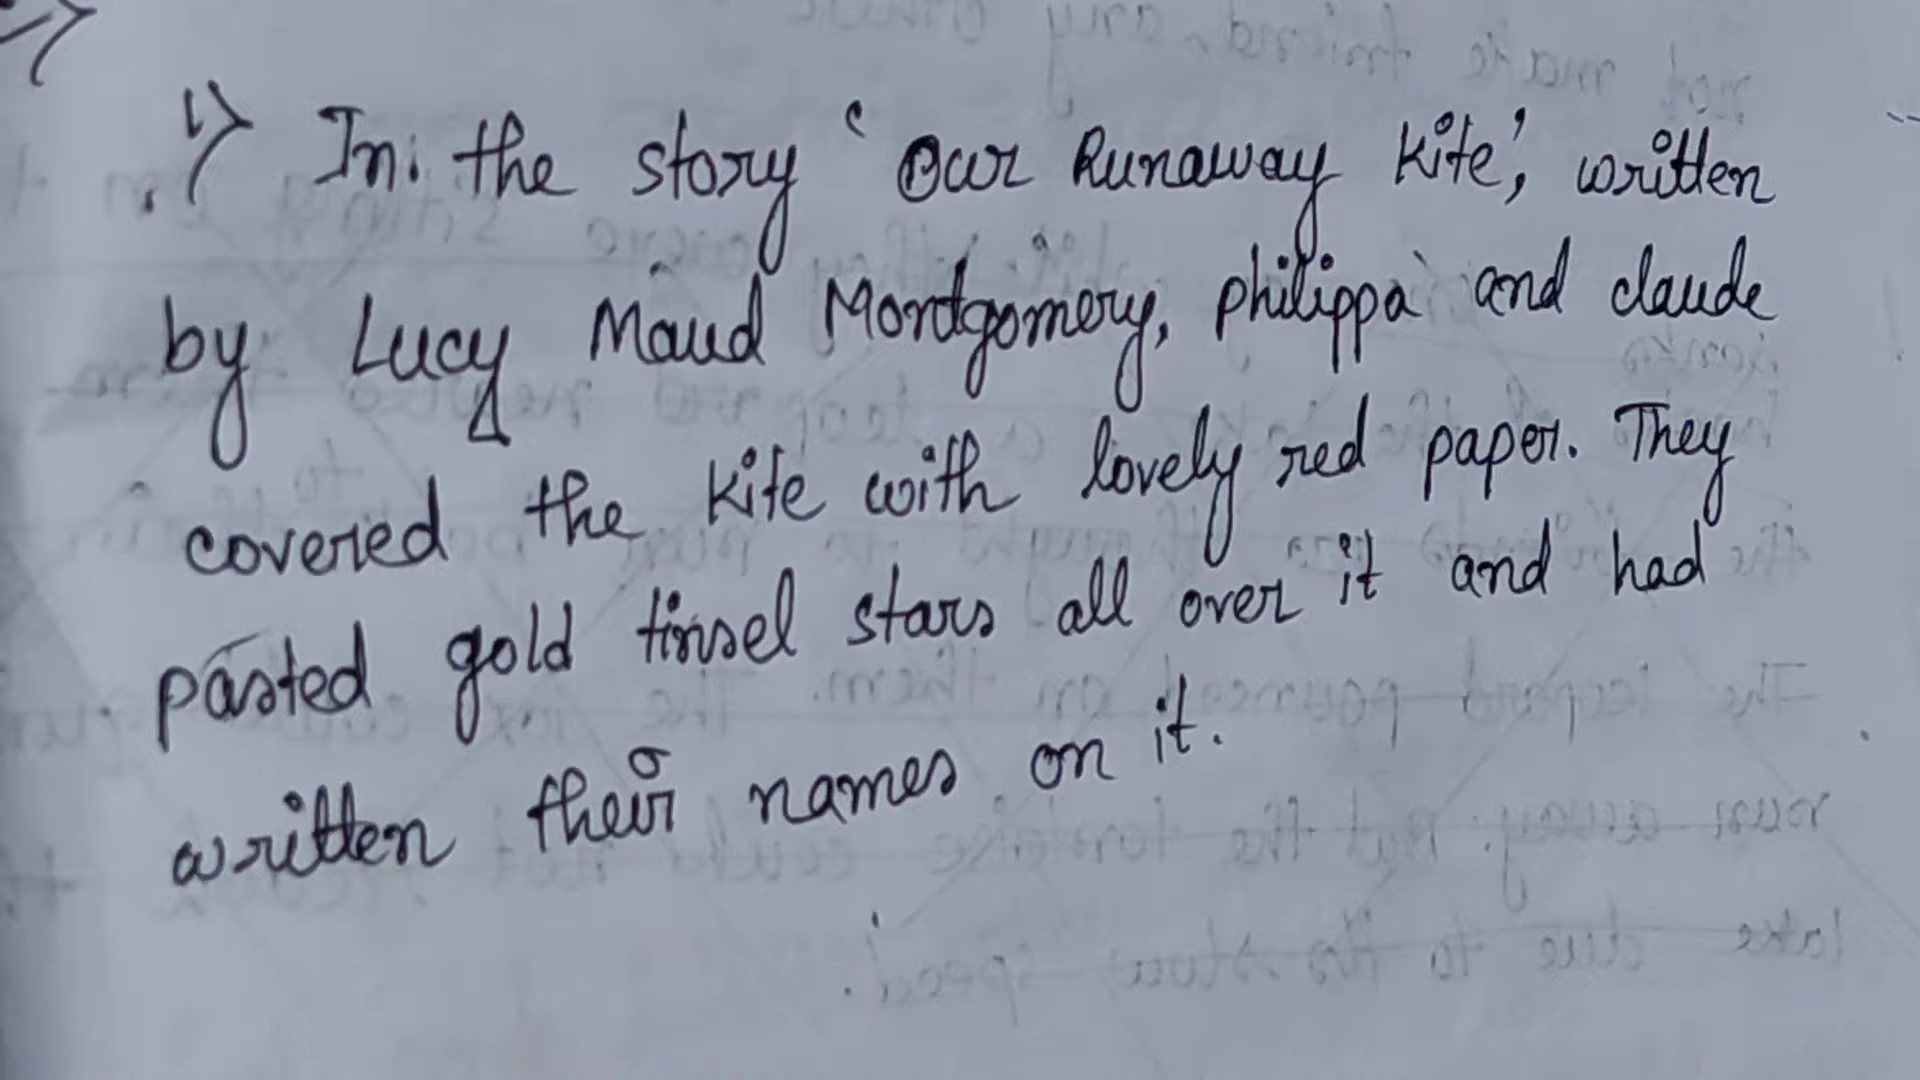 i> In the story 'Our Runaway Kite', written
by Lucy Maud Montgomery, philippa and claude
covered the kite with lovely red paper. They
pasted gold tinsel stars all over it and had
written their names on it.